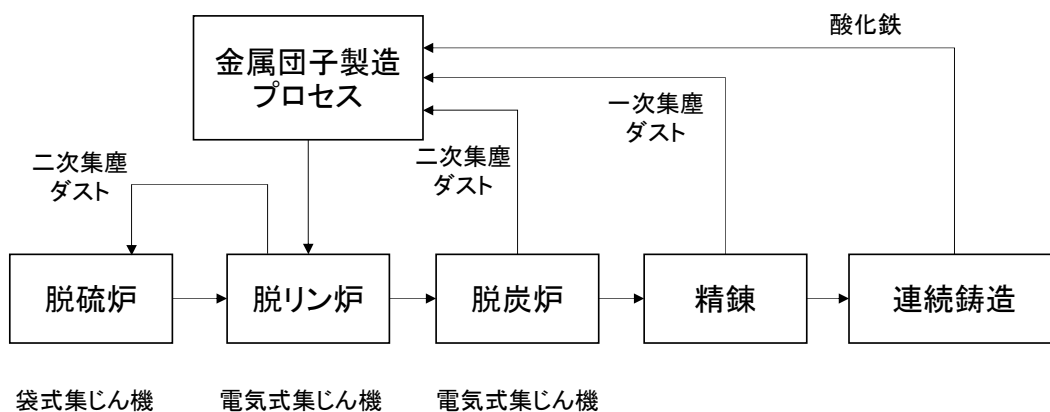 酸化鉄
金属団子製造
プロセス
一次集塵
ダスト
二次集塵
ダスト
二次集塵
ダスト
脱硫炉
脱リン炉
脱炭炉
精錬
連続鋳造
袋式集じん機
電気式集じん機
電気式集じん機